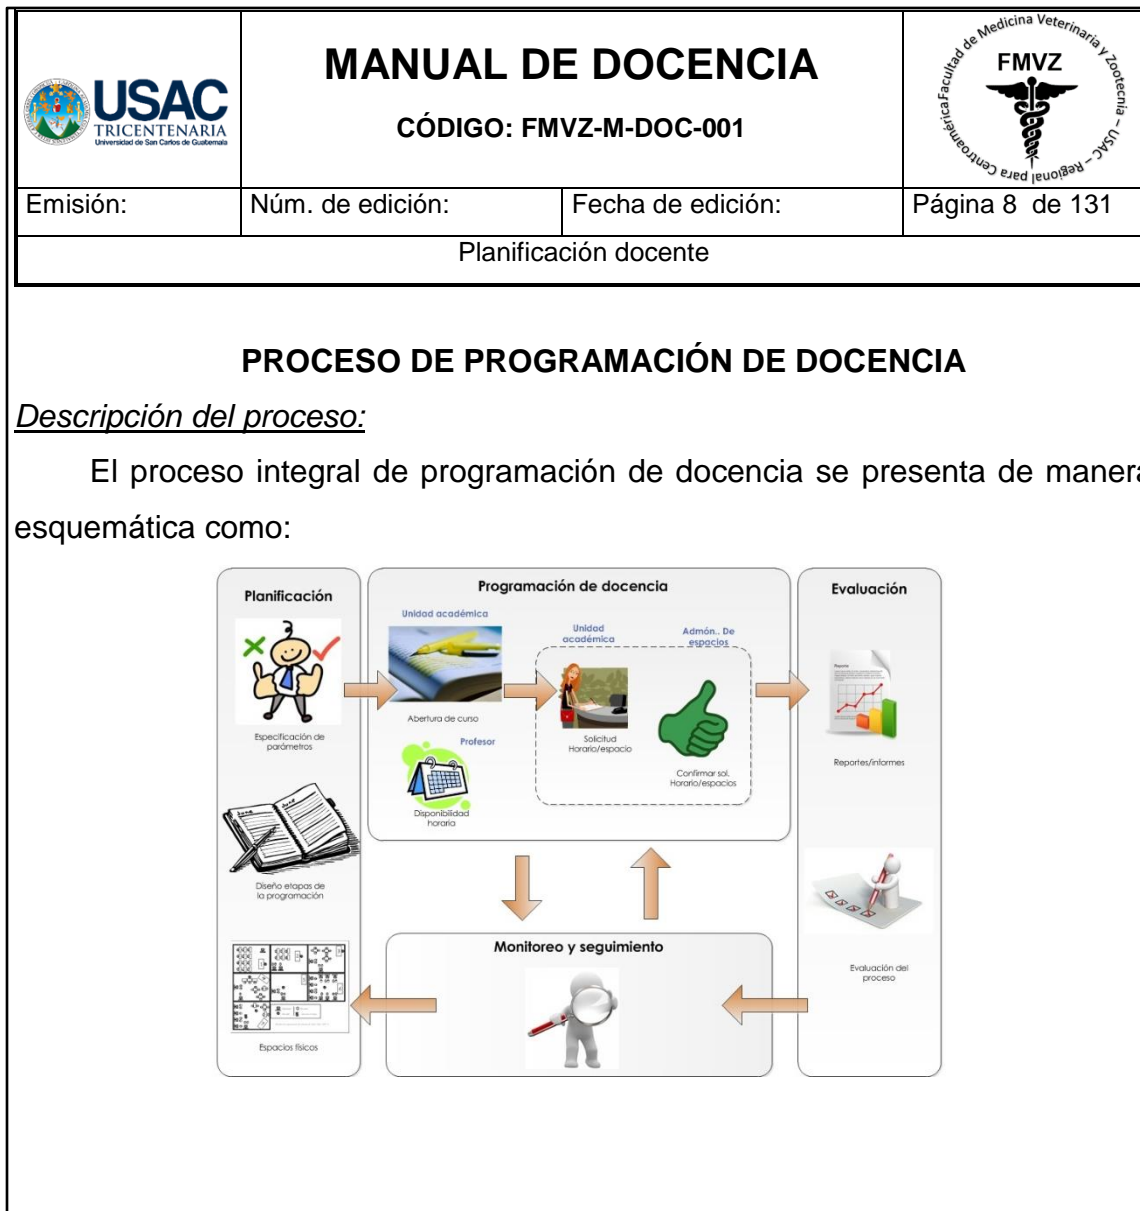 USAC
TRICENTENARIA
Universidad de San Carlos de Guatemala
MANUAL DE DOCENCIA
CÓDIGO: FMVZ-M-DOC-001
Facultad de Medicina Veterinaria y Zootecnia – USAC – Regional para Centroamérica.
FMVZ
Emisión:
Núm. de edición:
Fecha de edición:
Página 8 de 131
Planificación docente
PROCESO DE PROGRAMACIÓN DE DOCENCIA
Descripción del proceso:
El proceso integral de programación de docencia se presenta de manera
esquemática como:
Planificación
Especificación de
parámetros
Diseño etapas de
la programación
Espacios físicos
Programación de docencia
Unidad académica
Abertura de curso
Profesor
Disponibilidad
horaria
Unidad
académica
Solicitud
Horario/espacio
Admón.. De
espacios
Confirmar sol.
Horario/espacios
Monitoreo y seguimiento
Evaluación
Reportes
Reportes/informes
Evaluación del
proceso